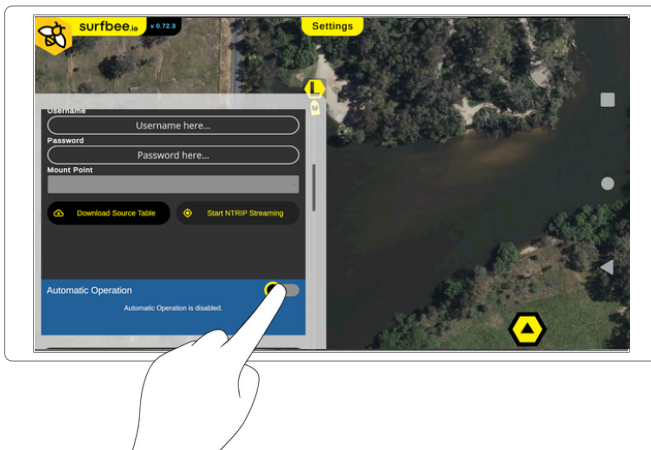 surfbee.io
v 0.72.3
Settings
L
Username
Username here...
Password
Password here...
Mount Point
Download Source Table
Start NTRIP Streaming
Automatic Operation
Automatic Operation is disabled.